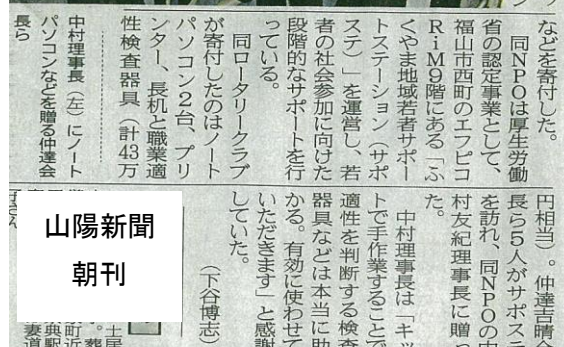 などを寄付した。
同NPOは厚生労働
省の認定事業として、
福山市西町のエフピコ
RiM9階にある「ふ
くやま地域若者サポー
トステーション（サポ
ステ）」を運営し、若
者の社会参加に向けた
段階的なサポートを行
っている。
同ロータリークラブ
が寄付したのはノート
パソコン2台、プリ
ンター、長机と職業適
性検査器具（計43万
中村理事長（左）にノート
パソコンなどを贈る仲達会
長ら
円相当）。仲達吉晴会
長ら5人がサポステ
を訪れ、同NPOの中
村友紀理事長に贈っ
た。
中村理事長は「キッ
トで手作業することで
適性を判断する検査
器具などは本当に助
かる。有効に使わせて
いただきます」と感謝
していた。
（下谷博志）
山陽新聞
朝刊